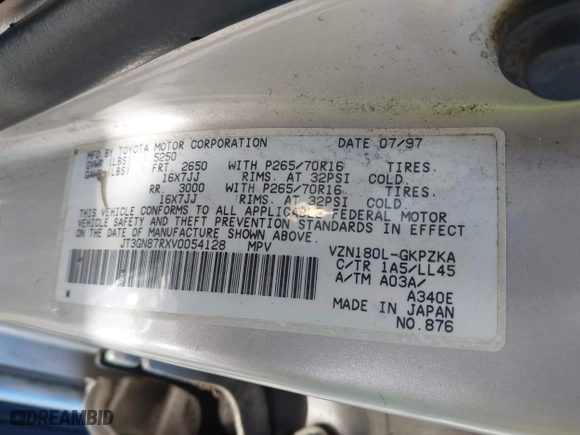 MFD BY TOYOTA MOTOR CORPORATION DATE 07/97
GVWR (LBS) : 5250
GAWR (LBS) : FRT 2650 WITH P265/70R16 TIRES.
16X7JJ RIMS. AT 32PSI COLD.
RR. 3000 WITH P265/70R16 TIRES.
16X7JJ RIMS. AT 32PSI COLD.
THIS VEHICLE CONFORMS TO ALL APPLICABLE FEDERAL MOTOR
VEHICLE SAFETY AND THEFT PREVENTION STANDARDS IN EFFECT
ON THE DATE OF MANUFACTURE SHOWN ABOVE.
JT3GN87RXV0054128 MPV VZN180L-GKPZKA
C/TR 1A5/LL45
A/TM A03A/
A340E
MADE IN JAPAN
NO.876
DREAMBID